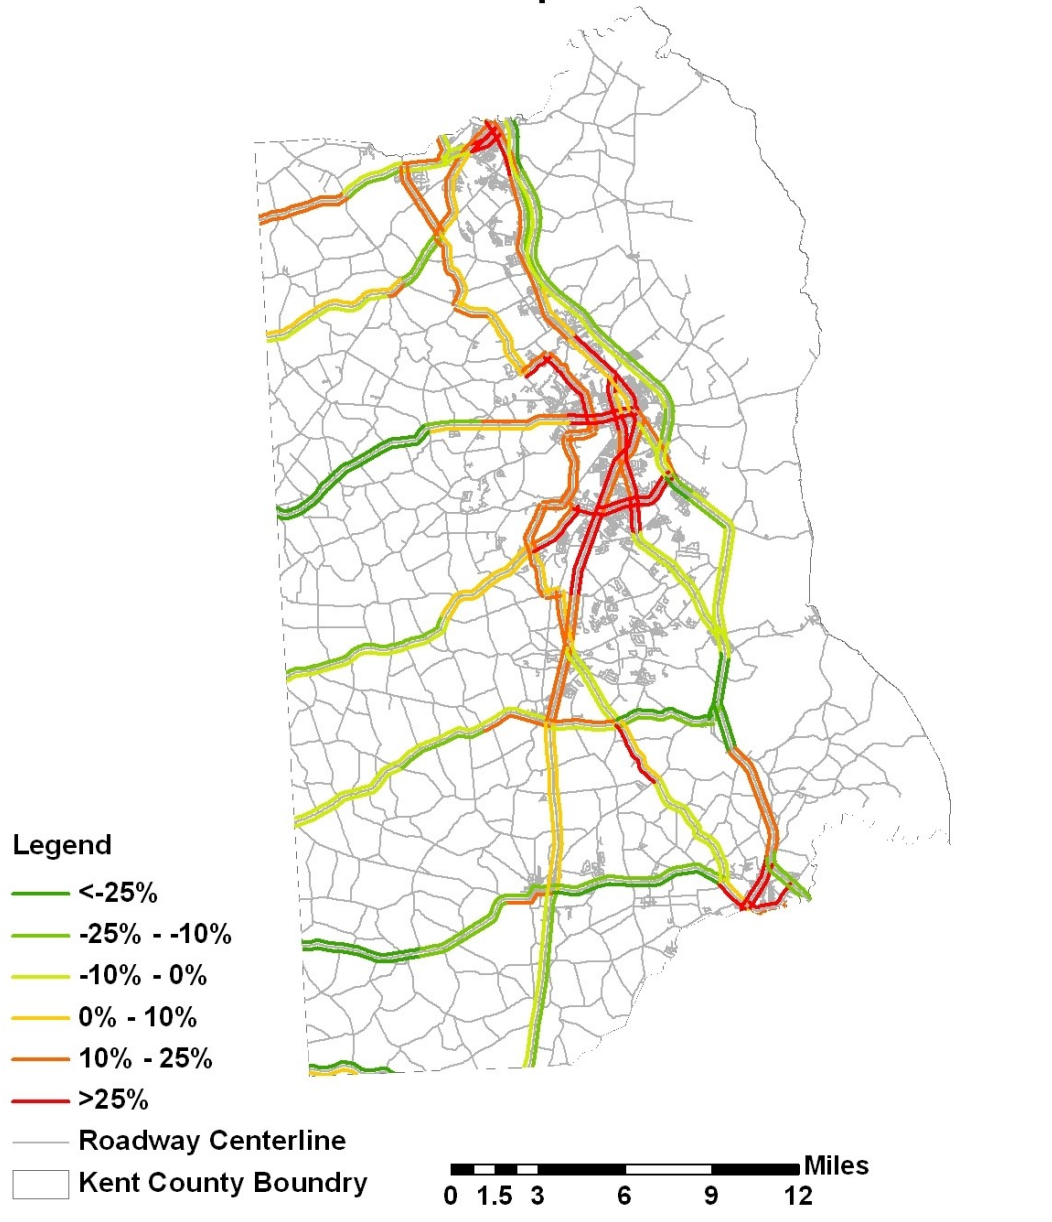 Legend
<-25%
-25% - -10%
-10% - 0%
0% - 10%
10% - 25%
>25%
Roadway Centerline
Kent County Boundry
Miles
0 1.5 3 6 9 12